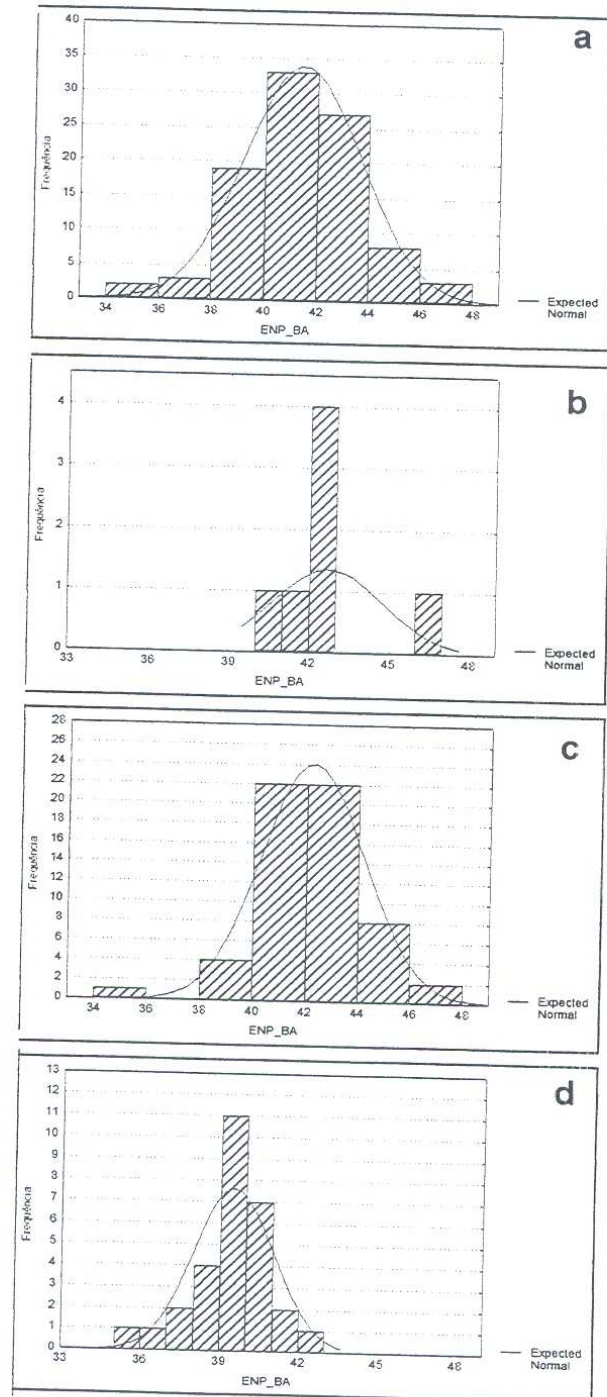 a
40
35
30
25
20
15
10
5
0
Frequência
34 36 38 40 42 44 46 48
ENP_BA
Expected
Normal
b
4
3
2
1
0
Frequência
33 36 39 42 45 48
ENP_BA
Expected
Normal
c
28
26
24
22
20
18
16
14
12
10
8
6
4
2
0
Frequência
34 36 38 40 42 44 46 48
ENP_BA
Expected
Normal
d
13
12
11
10
9
8
7
6
5
4
3
2
1
0
Frequência
33 36 39 42 45 48
ENP_BA
Expected
Normal